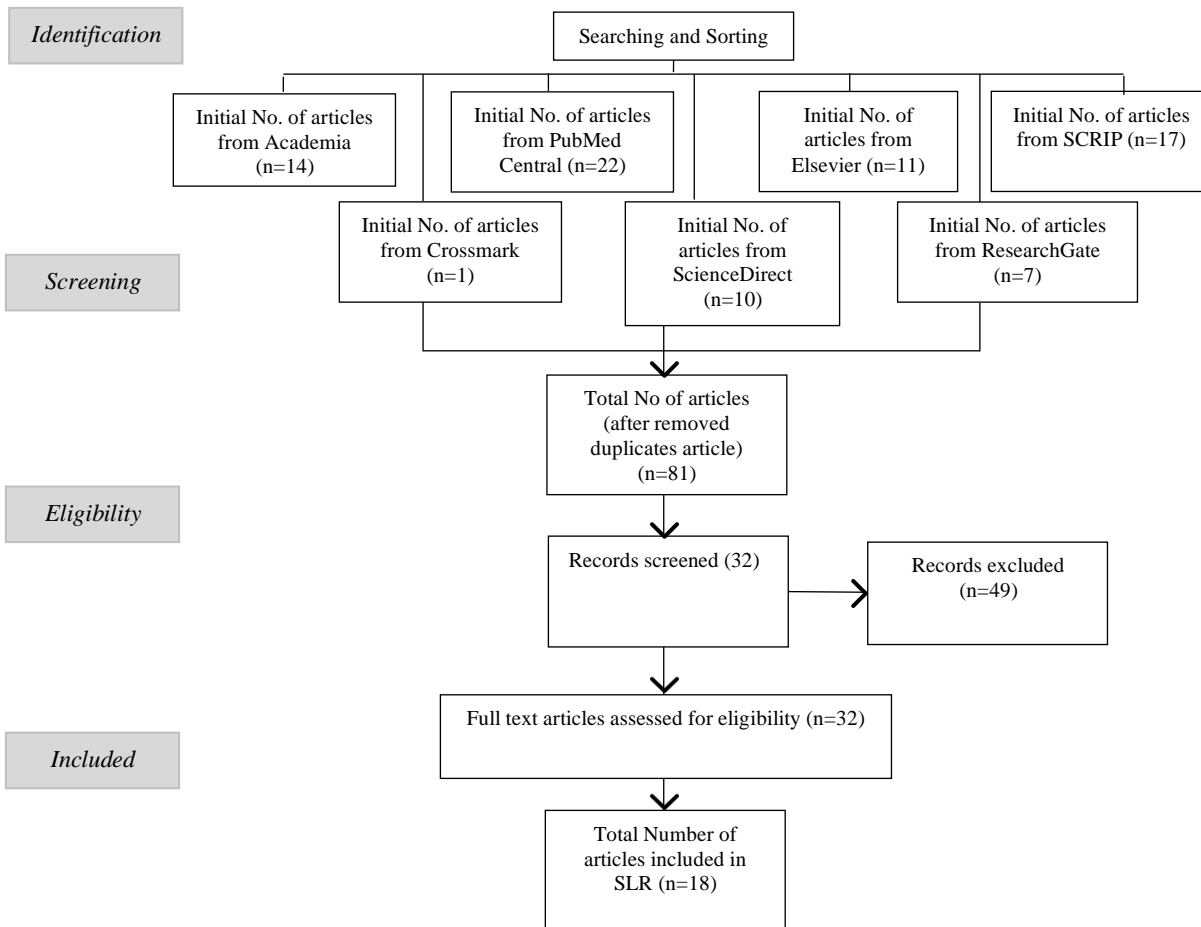 Identification
Searching and Sorting
Initial No. of articles
from Academia
(n=14)
Initial No. of articles
from PubMed
Central (n=22)
Initial No. of
articles from
Elsevier (n=11)
Initial No. of articles
from SCRIP (n=17)
Initial No. of articles
from Crossmark
(n=1)
Initial No. of
articles from
ScienceDirect
(n=10)
Initial No. of articles
from ResearchGate
(n=7)
Screening
Total No of articles
(after removed
duplicates article)
(n=81)
Eligibility
Records screened (32)
Records excluded
(n=49)
Full text articles assessed for eligibility (n=32)
Included
Total Number of
articles included in
SLR (n=18)